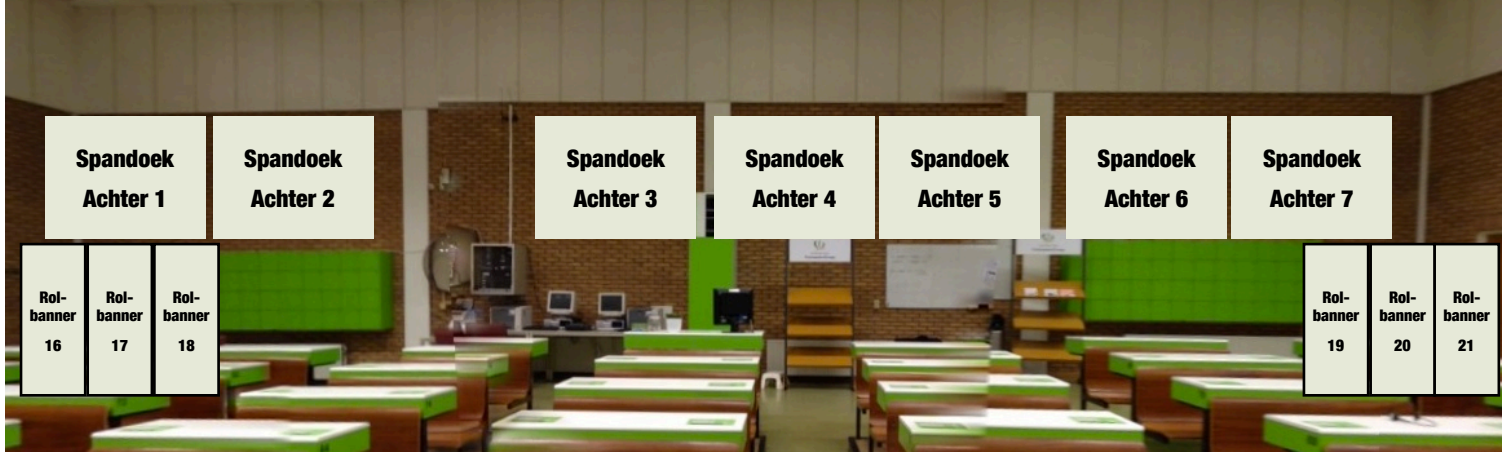 Spandoek
Achter 1
Spandoek
Achter 2
Spandoek
Achter 3
Spandoek
Achter 4
Spandoek
Achter 5
Spandoek
Achter 6
Spandoek
Achter 7
Rol-
banner
16
Rol-
banner
17
Rol-
banner
18
Rol-
banner
19
Rol-
banner
20
Rol-
banner
21